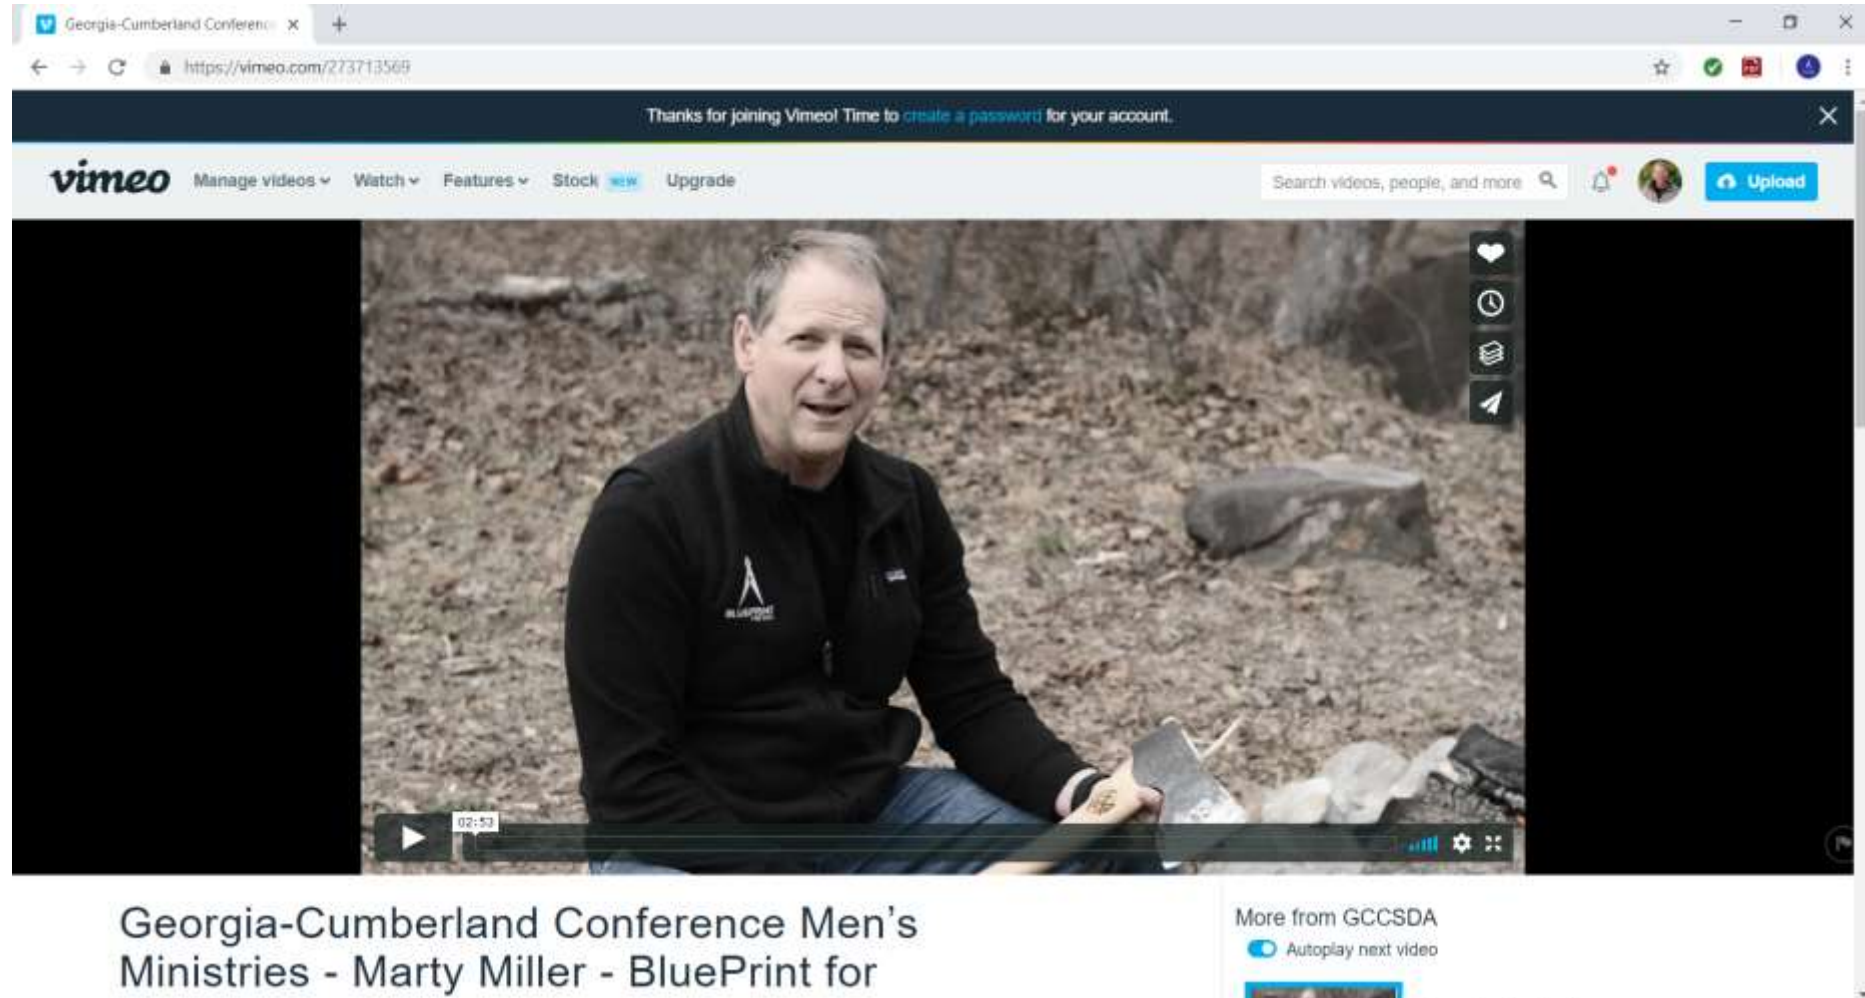 Georgia-Cumberland Conferenc
https://vimeo.com/273713569
Thanks for joining Vimeo! Time to create a password for your account.
vimeo Manage videos Watch Features Stock NEW Upgrade Search videos, people, and more Upload
BLUEPRINT
02:53
Georgia-Cumberland Conference Men’s
Ministries - Marty Miller - BluePrint for
More from GCCSDA
Autoplay next video